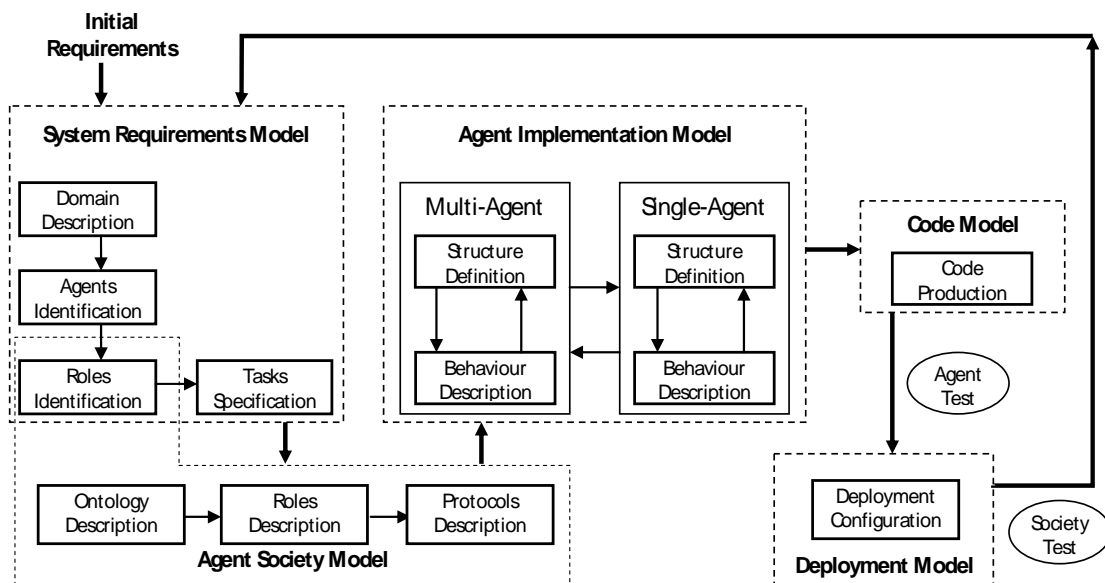 Initial
Requirements
System Requirements Model
Domain
Description
Agents
Identification
Roles
Identification
Tasks
Specification
Agent Implementation Model
Multi-Agent
Structure
Definition
Behaviour
Description
Single-Agent
Structure
Definition
Behaviour
Description
Code Model
Code
Production
Agent
Test
Ontology
Description
Roles
Description
Protocols
Description
Agent Society Model
Deployment
Configuration
Deployment Model
Society
Test